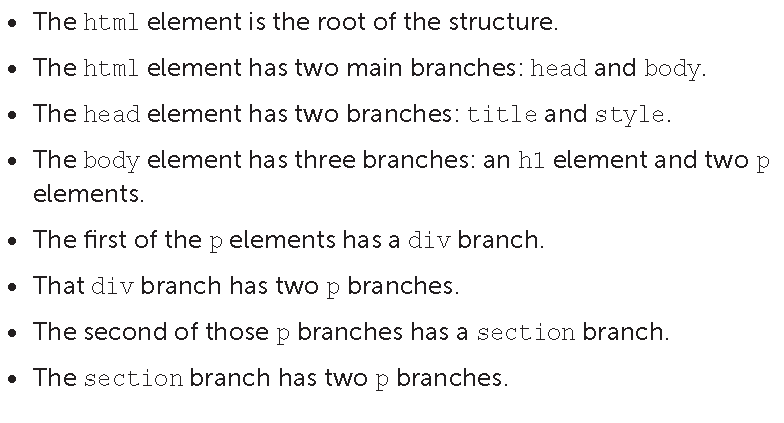 • The html element is the root of the structure.
• The html element has two main branches: head and body.
• The head element has two branches: title and style.
• The body element has three branches: an h1 element and two p
elements.
• The first of the p elements has a div branch.
• That div branch has two p branches.
• The second of those p branches has a section branch.
• The section branch has two p branches.